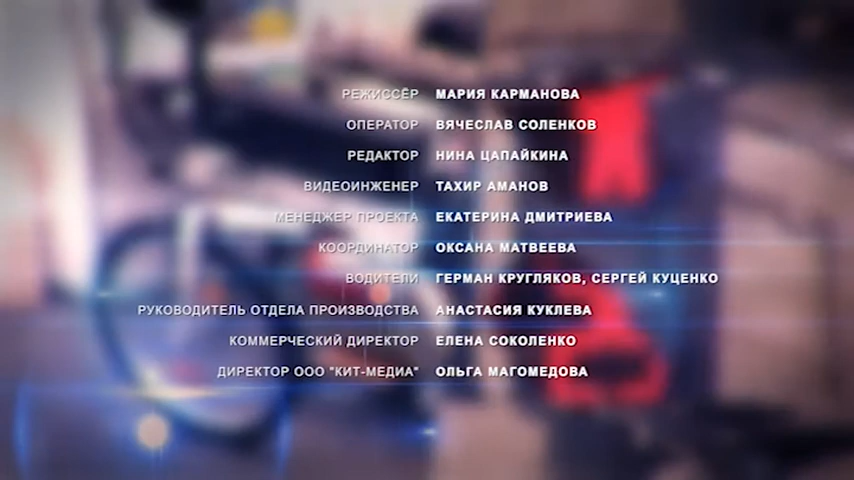 РЕЖИССЁР МАРИЯ КАРМАНОВА
ОПЕРАТОР ВЯЧЕСЛАВ СОЛЕНКОВ
РЕДАКТОР НИНА ЦАПАЙКИНА
ВИДЕОИНЖЕНЕР ТАХИР АМАНОВ
МЕНЕДЖЕР ПРОЕКТА ЕКАТЕРИНА ДМИТРИЕВА
КООРДИНАТОР ОКСАНА МАТВЕЕВА
ВОДИТЕЛИ ГЕРМАН КРУГЛЯКОВ, СЕРГЕЙ КУЦЕНКО
РУКОВОДИТЕЛЬ ОТДЕЛА ПРОИЗВОДСТВА АНАСТАСИЯ КУКЛЕВА
КОММЕРЧЕСКИЙ ДИРЕКТОР ЕЛЕНА СОКОЛЕНКО
ДИРЕКТОР ООО "КИТ-МЕДИА" ОЛЬГА МАГОМЕДОВА